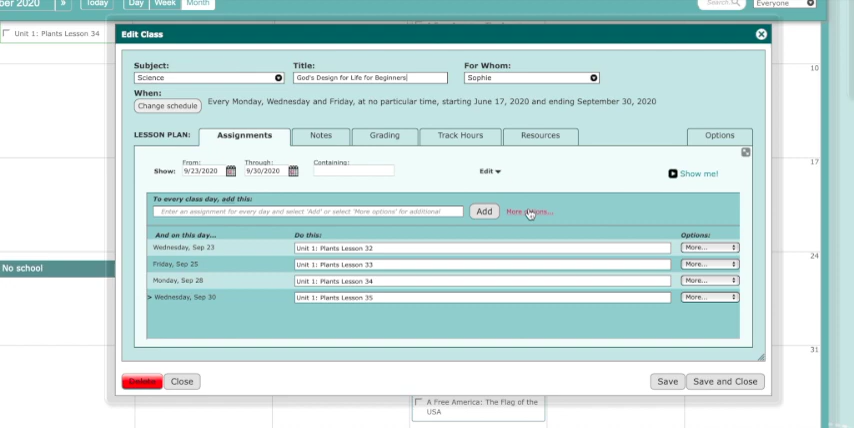 ber 2020 » Today Day Week Month Search Everyone
Unit 1: Plants Lesson 34
Edit Class
Subject: Title: For Whom:
Science God's Design for Life for Beginners Sophie
When:
Change schedule Every Monday, Wednesday and Friday, at no particular time, starting June 17, 2020 and ending September 30, 2020
10
LESSON PLAN: Assignments Notes Grading Track Hours Resources Options
From: Through: Containing:
Show: 9/23/2020 9/30/2020 Edit Show me!
17
To every class day, add this:
Enter an assignment for every day and select 'Add' or select 'More options' for additional Add More options...
And on this day... Do this: Options:
Wednesday, Sep 23 Unit 1: Plants Lesson 32 More...
24
Friday, Sep 25 Unit 1: Plants Lesson 33 More...
No school
Monday, Sep 28 Unit 1: Plants Lesson 34 More...
> Wednesday, Sep 30 Unit 1: Plants Lesson 35 More...
31
Delete Close Save Save and Close
A Free America: The Flag of the
USA